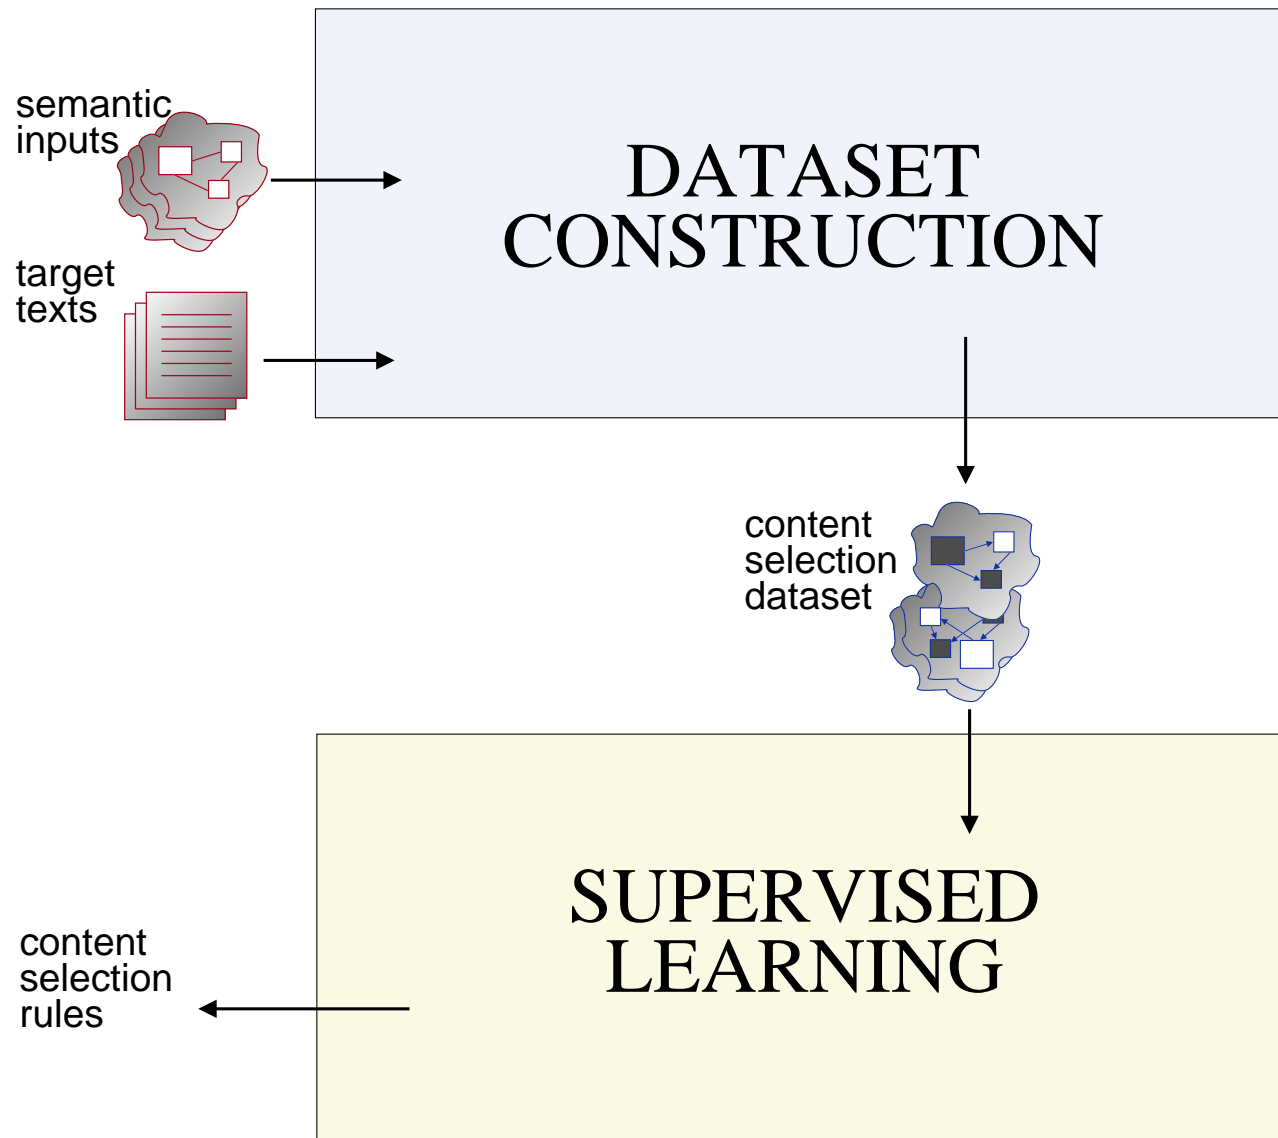 semantic
inputs
DATASET
CONSTRUCTION
target
texts
content
selection
dataset
SUPERVISED
LEARNING
content
selection
rules